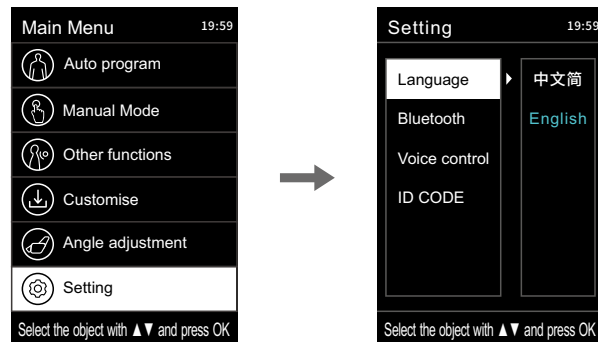 Main Menu 19:59
Auto program
Manual Mode
Other functions
Customise
Angle adjustment
Setting
Select the object with ▲▼ and press OK
Setting 19:59
Language
Bluetooth
Voice control
ID CODE
中文简
English
Select the object with ▲▼ and press OK